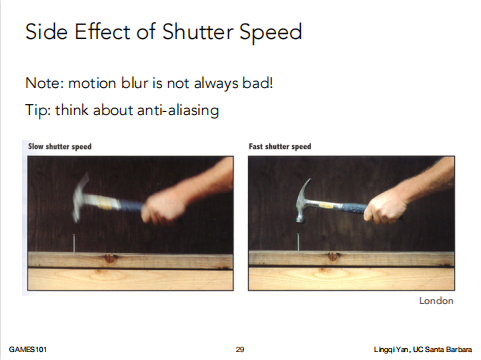 Side Effect of Shutter Speed
Note: motion blur is not always bad!
Tip: think about anti-aliasing
Slow shutter speed
Fast shutter speed
London
GAMES101
29
Lingqi Yan, UC Santa Barbara